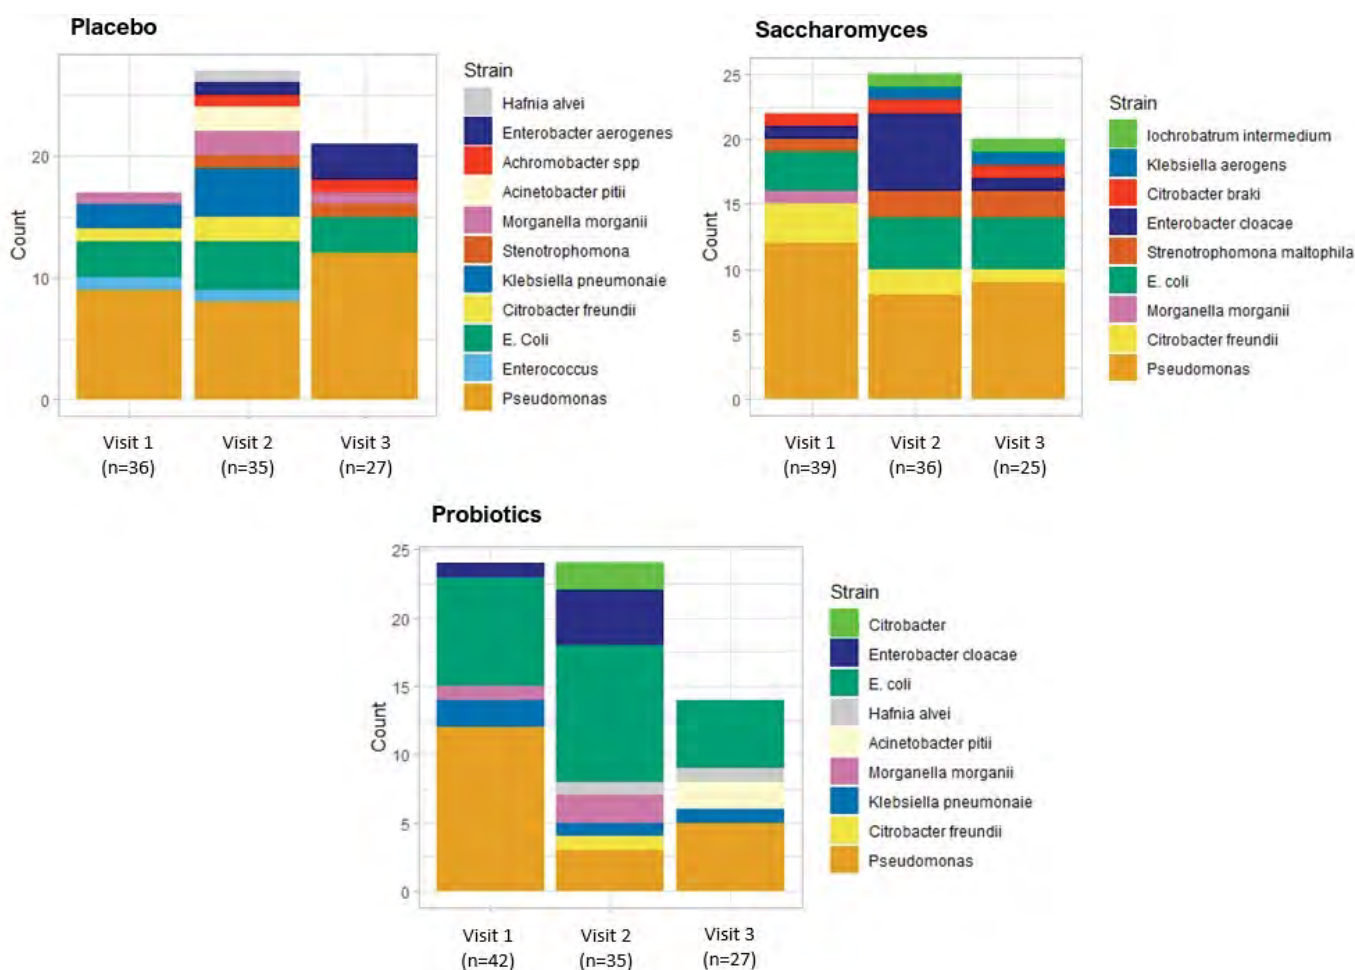 Placebo
Count
20
10
0
Visit 1
(n=36)
Visit 2
(n=35)
Visit 3
(n=27)
Strain
Hafnia alvei
Enterobacter aerogenes
Achromobacter spp
Acinetobacter pitii
Morganella morganii
Stenotrophomona
Klebsiella pneumonaie
Citrobacter freundii
E. Coli
Enterococcus
Pseudomonas
Saccharomyces
Count
25
20
15
10
5
0
Visit 1
(n=39)
Visit 2
(n=36)
Visit 3
(n=25)
Strain
Iochrobatrum intermedium
Klebsiella aerogens
Citrobacter braki
Enterobacter cloacae
Strenotrophomona maltophila
E. coli
Morganella morganii
Citrobacter freundii
Pseudomonas
Probiotics
Count
25
20
15
10
5
0
Visit 1
(n=42)
Visit 2
(n=35)
Visit 3
(n=27)
Strain
Citrobacter
Enterobacter cloacae
E. coli
Hafnia alvei
Acinetobacter pitii
Morganella morganii
Klebsiella pneumonaie
Citrobacter freundii
Pseudomonas